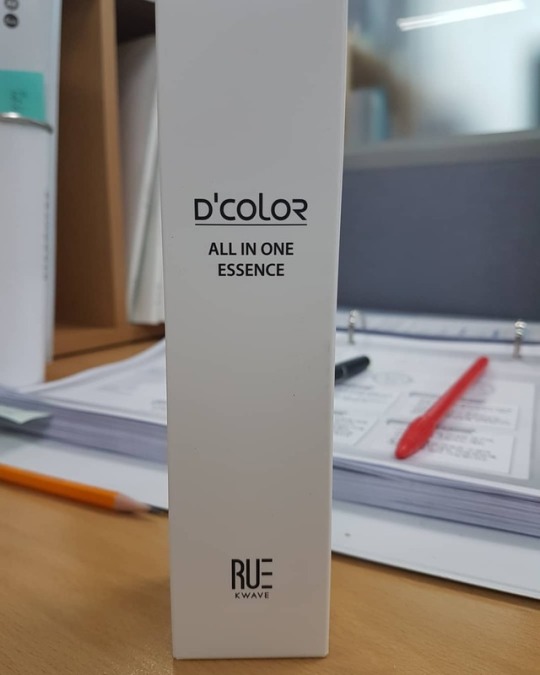 D'COLOR
ALL IN ONE
ESSENCE
RUE
KWAVE